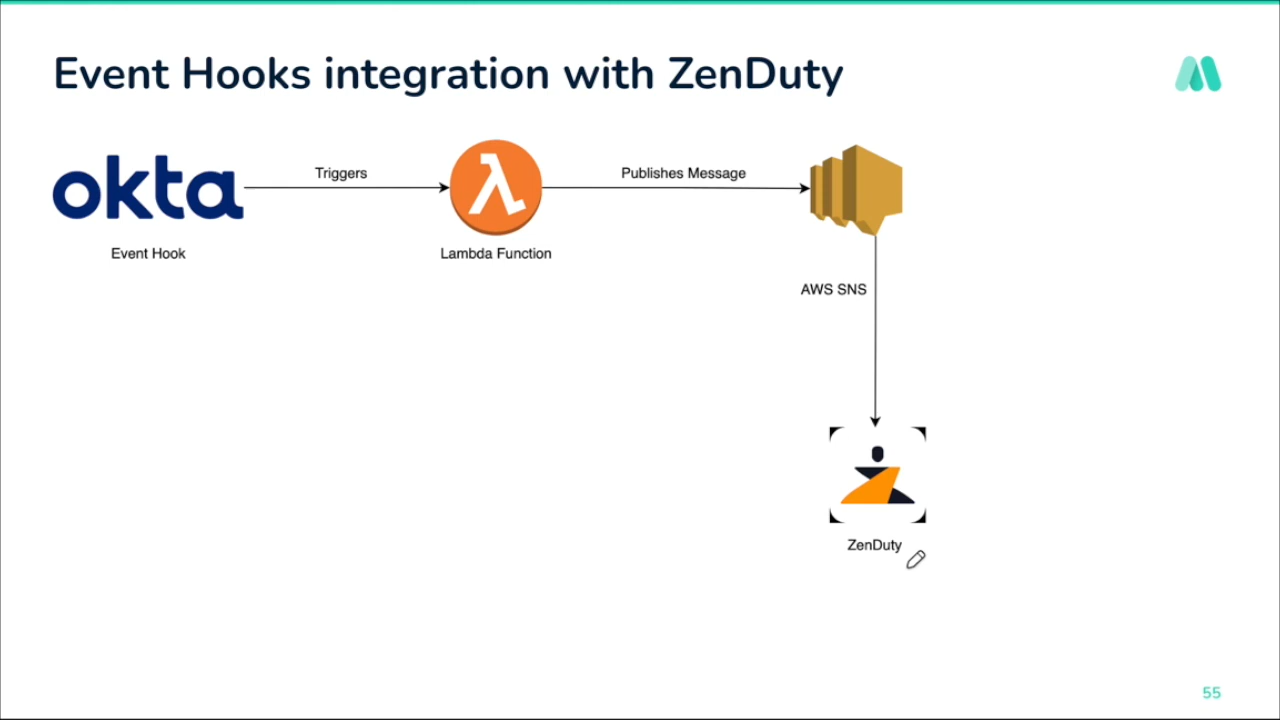 Event Hooks integration with ZenDuty
okta
Triggers
Publishes Message
Event Hook
Lambda Function
AWS SNS
ZenDuty
55